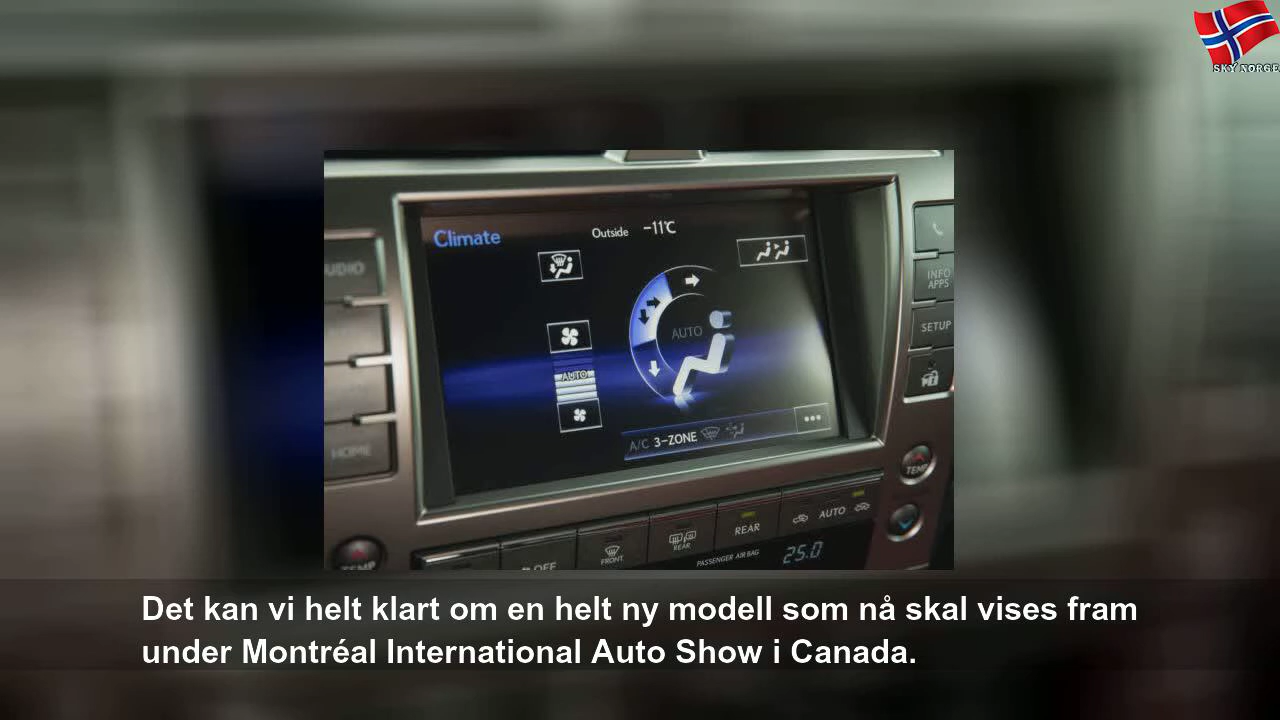 SKY NORGE
Climate
Outside -11°C
AUDIO
INFO
APPS
AUTO
SETUP
AUTO
HOME
A/C 3-ZONE
TEMP
OFF
FRONT
REAR
REAR
AUTO
PASSENGER AIR BAG
25.0
TEMP
Det kan vi helt klart om en helt ny modell som nå skal vises fram
under Montréal International Auto Show i Canada.